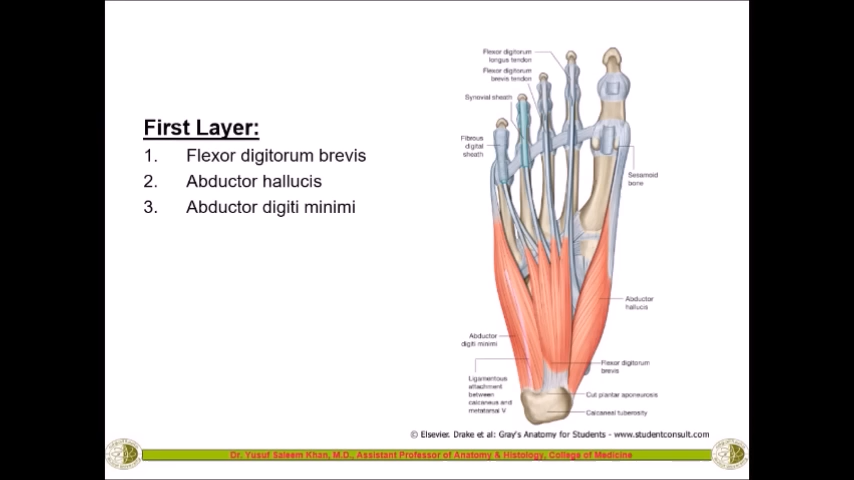 First Layer:
1. Flexor digitorum brevis
2. Abductor hallucis
3. Abductor digiti minimi
Flexor digitorum
longus tendon
Flexor digitorum
brevis tendon
Synovial sheath
Fibrous
digital
sheath
Sesamoid
bone
Abductor
hallucis
Abductor
digiti minimi
Flexor digitorum
brevis
Ligamentous
attachment
between
calcaneus and
metatarsal V
Cut plantar aponeurosis
Calcaneal tuberosity
© Elsevier. Drake et al: Gray's Anatomy for Students - www.studentconsult.com
Dr. Yusuf Saleem Khan, M.D., Assistant Professor of Anatomy & Histology, College of Medicine